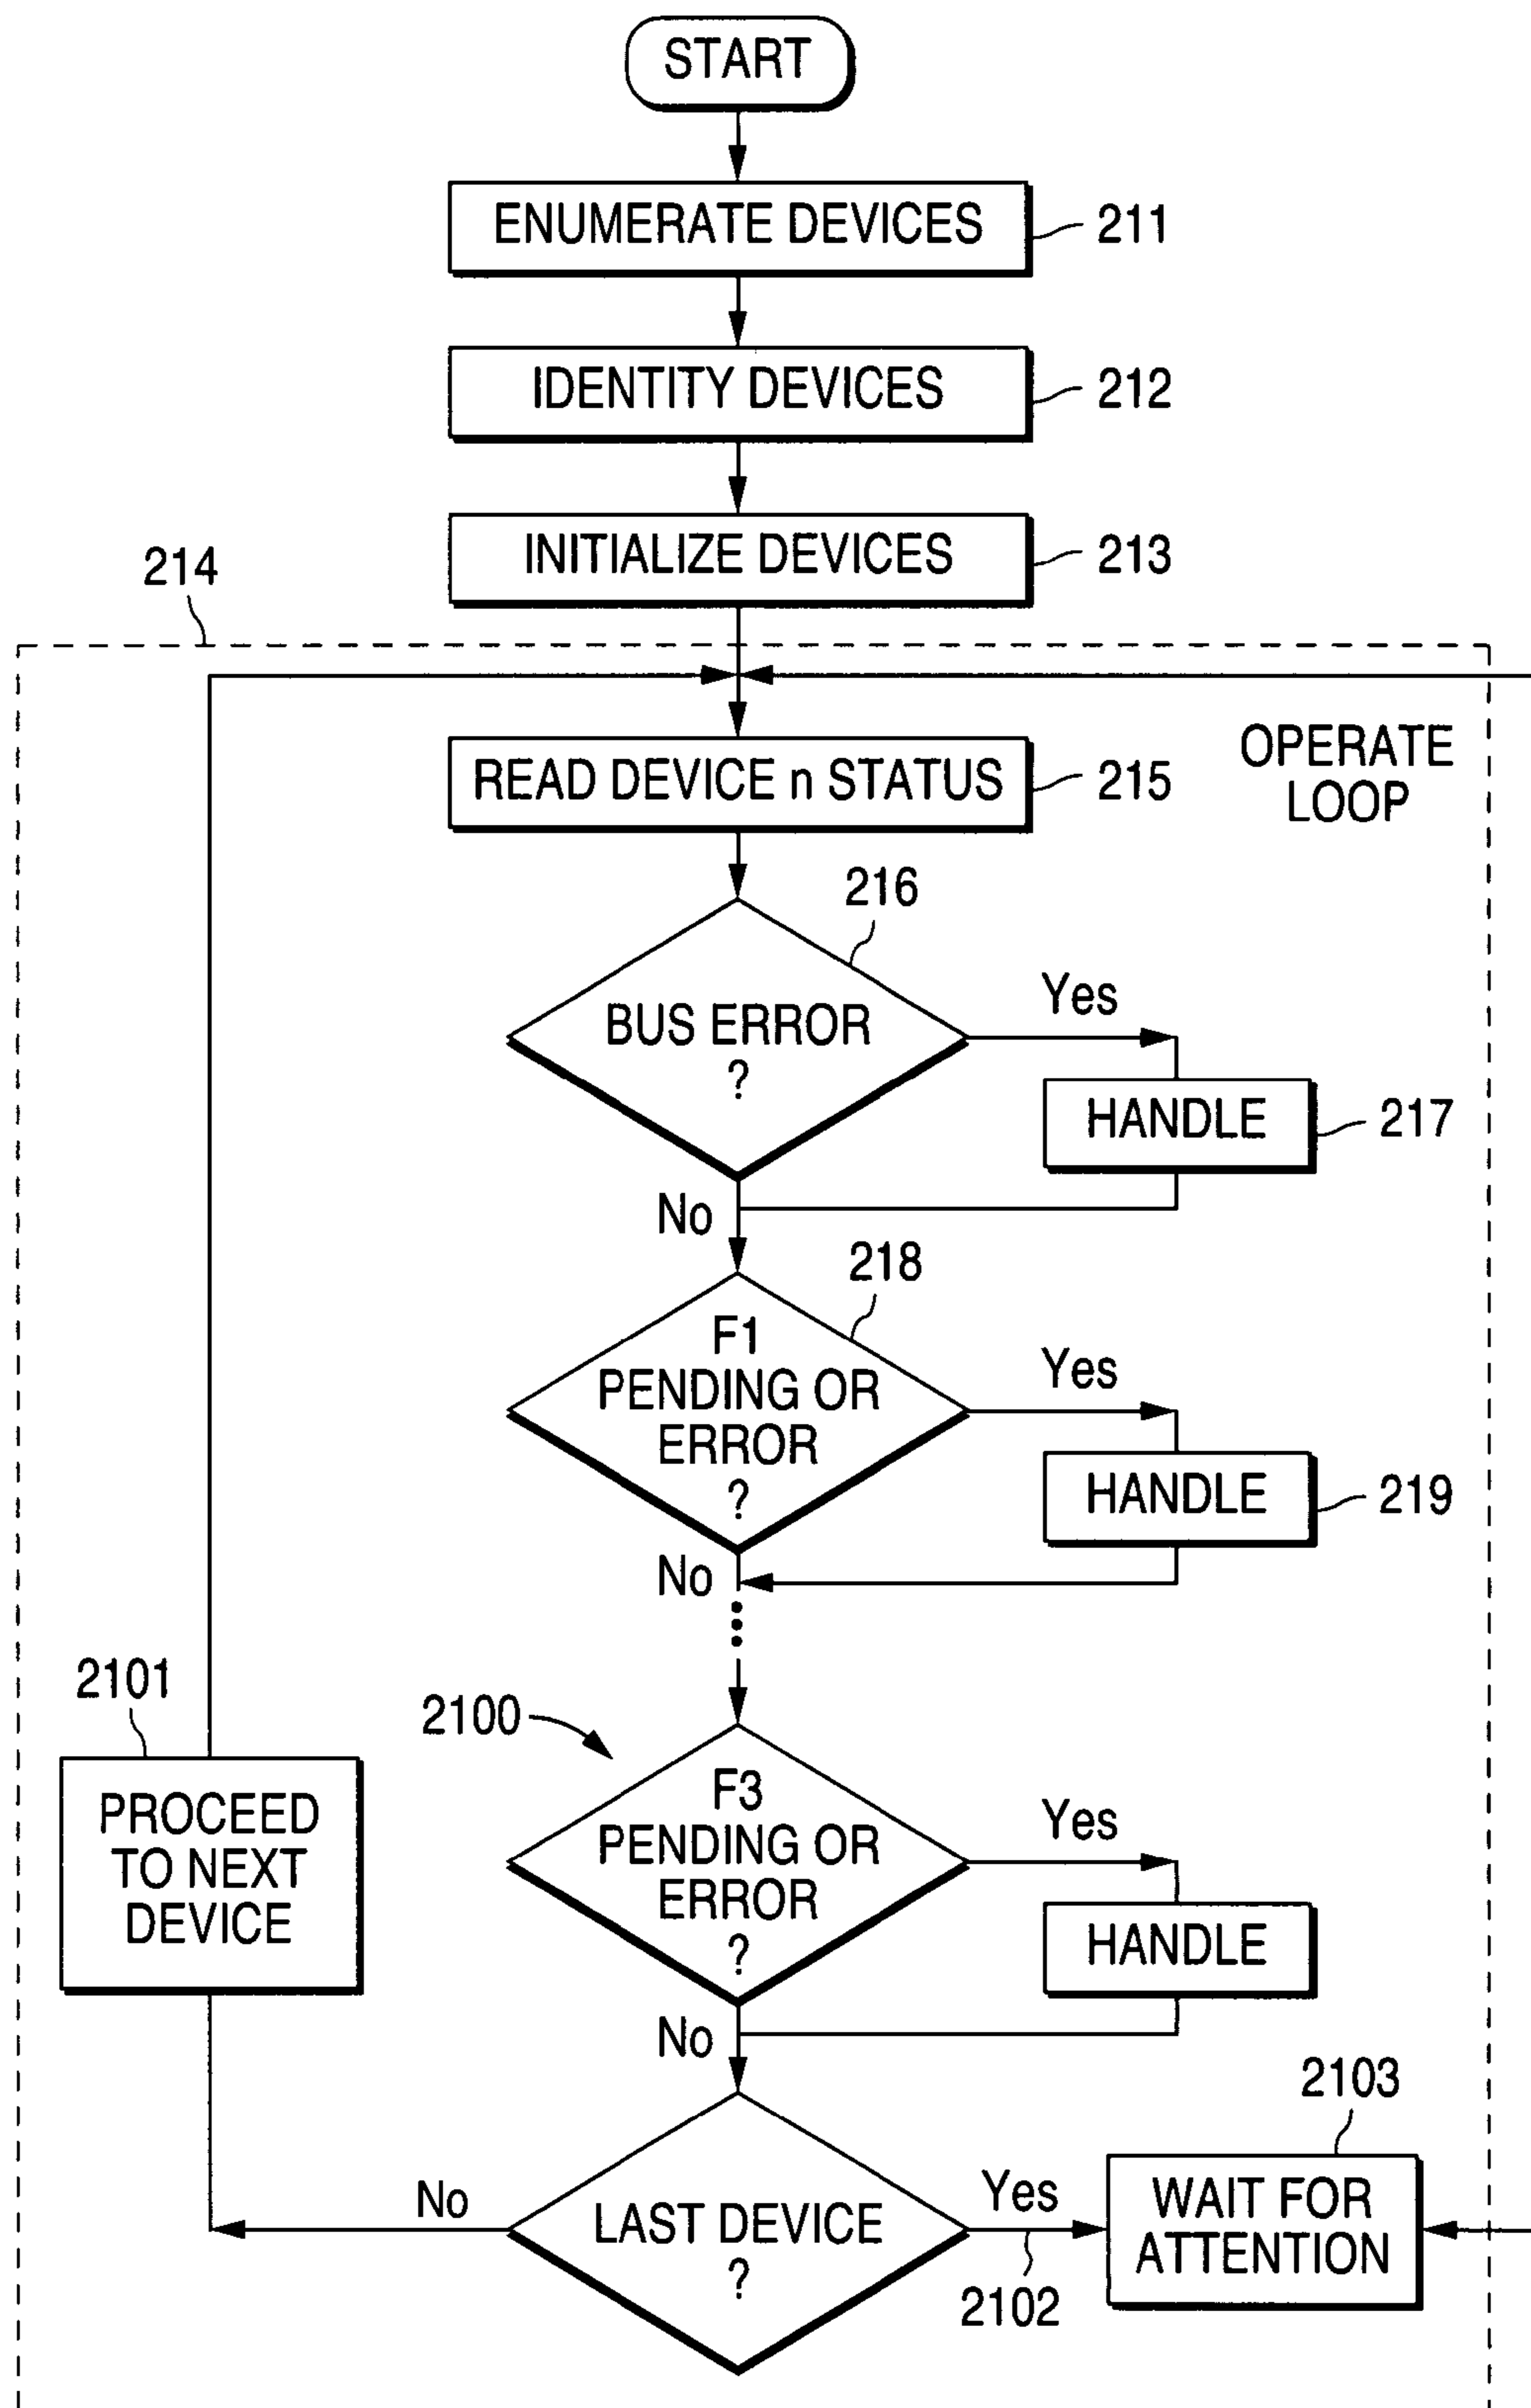 START
ENUMERATE DEVICES
211
IDENTITY DEVICES
212
INITIALIZE DEVICES
213
214
OPERATE
LOOP
READ DEVICE n STATUS
215
216
BUS ERROR
?
Yes
HANDLE
217
No
218
F1
PENDING OR
ERROR
?
Yes
HANDLE
219
No
2101
PROCEED
TO NEXT
DEVICE
2100
F3
PENDING OR
ERROR
?
Yes
HANDLE
No
LAST DEVICE
?
No
Yes
2102
2103
WAIT FOR
ATTENTION